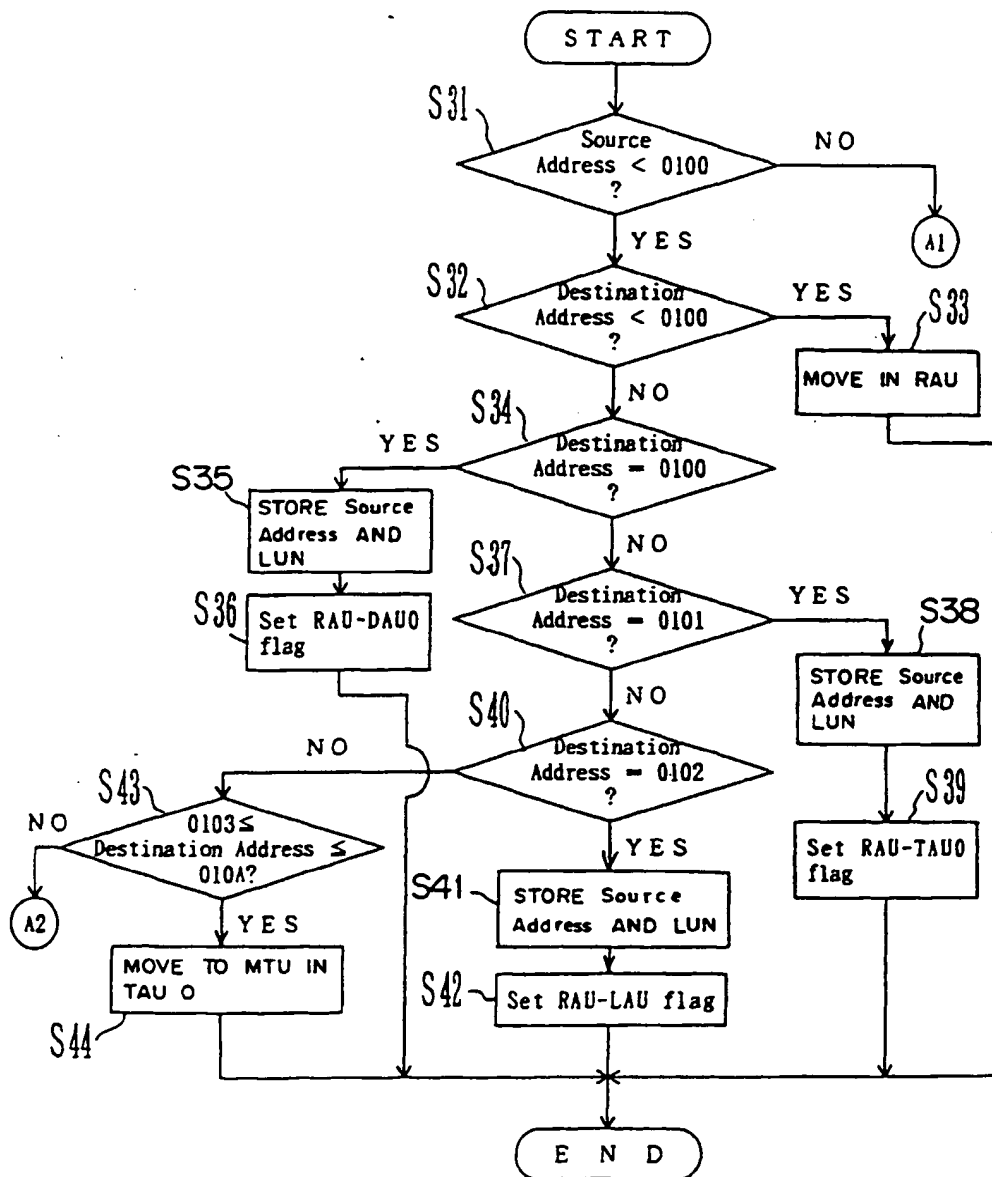 START
S31
Source
Address < 0100
?
NO
A1
YES
S32
Destination
Address < 0100
?
YES
S33
MOVE IN RAU
NO
S34
Destination
Address = 0100
?
YES
S35
STORE Source
Address AND
LUN
NO
S36
Set RAU-DAU0
flag
S37
Destination
Address = 0101
?
YES
S38
STORE Source
Address AND
LUN
NO
S40
Destination
Address = 0102
?
NO
S39
Set RAU-TAU0
flag
S43
0103≤
Destination Address ≤
010A?
NO
A2
YES
YES
S41
STORE Source
Address AND LUN
S44
MOVE TO MTU IN
TAU 0
S42
Set RAU-LAU flag
END